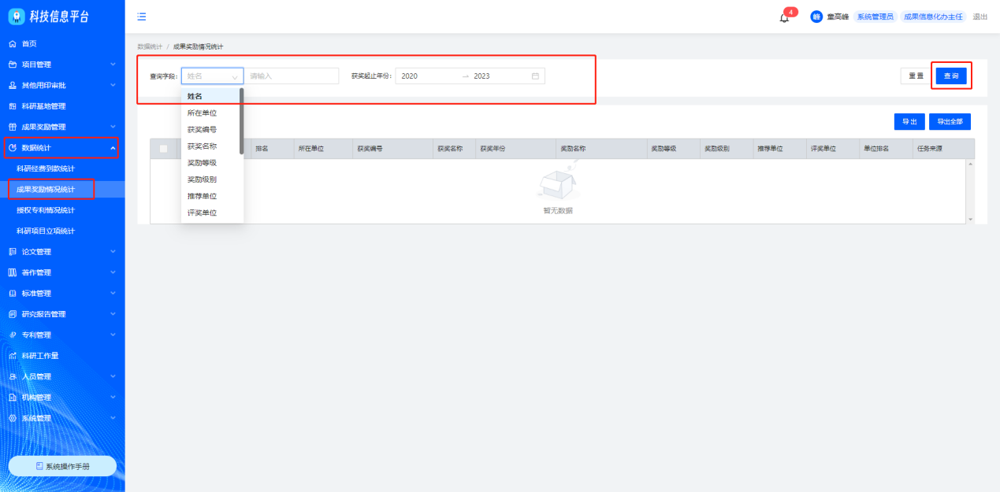 科技信息平台
4
峰 童高峰 系统管理员 成果信息化办主任 退出
首页
项目管理
其他用印审批
科研基地管理
成果奖励管理
数据统计
科研经费到款统计
成果奖励情况统计
授权专利情况统计
科研项目立项统计
论文管理
著作管理
标准管理
研究报告管理
专利管理
科研工作量
人员管理
机构管理
系统管理
系统操作手册
数据统计 / 成果奖励情况统计
查询字段: 姓名 请输入 获奖起止年份: 2020 → 2023 重置 查询
姓名
所在单位
获奖编号
获奖名称
奖励等级
奖励级别
推荐单位
评奖单位
导出 导出全部
排名 所在单位 获奖编号 获奖名称 获奖年份 奖励名称 奖励等级 奖励级别 推荐单位 评奖单位 单位排名 任务来源
暂无数据